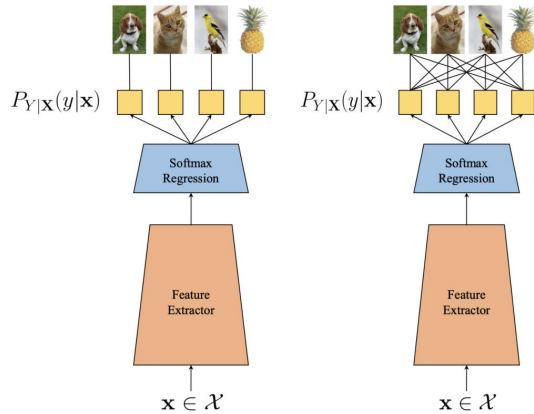 P_{Y|𝐗}(y|𝐱)
Softmax
Regression
Feature
Extractor
𝐱 ∈ 𝒳
P_{Y|𝐗}(y|𝐱)
Softmax
Regression
Feature
Extractor
𝐱 ∈ 𝒳